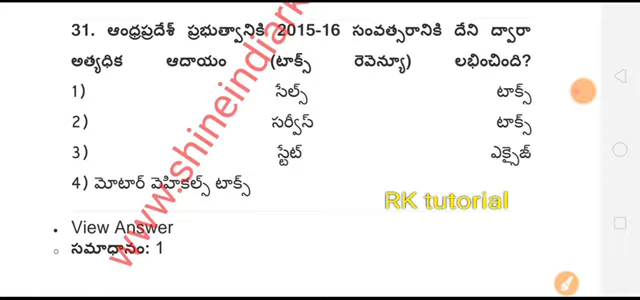 31. ఆంధ్రప్రదేశ్ ప్రభుత్వానికి 2015-16 సంవత్సరానికి దేని ద్వారా
అత్యధిక ఆదాయం (టాక్స్ రెవెన్యూ) లభించింది?
1) సేల్స్ టాక్స్
2) సర్వీస్ టాక్స్
3) స్టేట్ ఎక్సైజ్
4) మోటార్ వెహికల్స్ టాక్స్
RK tutorial
• View Answer
○ సమాధానం: 1
www.shineindiark